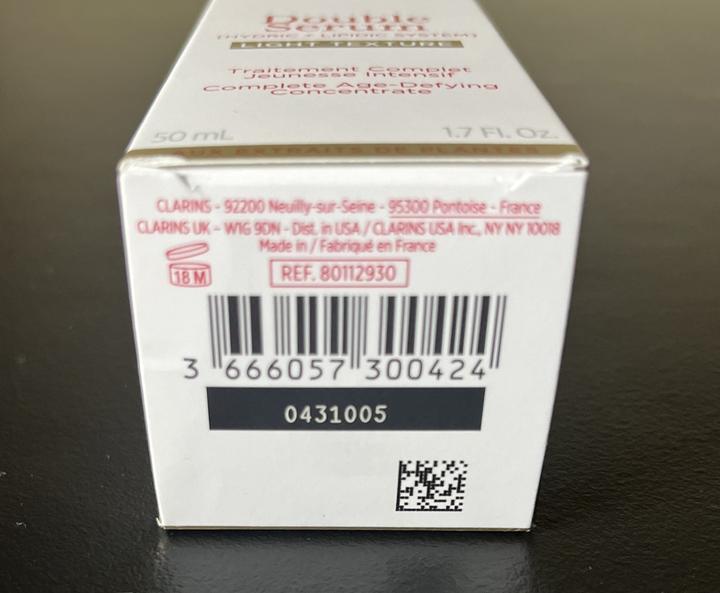 Double
Serum
[HYDRIC + LIPIDIC SYSTEM]
LIGHT TEXTURE
Traitement Complet
Jeunesse Intensif
Complete Age-Defying
Concentrate
50 mL 1.7 Fl. Oz.
AUX EXTRAITS DE PLANTES
CLARINS - 92200 Neuilly-sur-Seine - 95300 Pontoise - France
CLARINS UK - W1G 9DN - Dist. in USA / CLARINS USA Inc., NY NY 10018
Made in / Fabriqué en France
18 M
REF. 80112930
3 666057 300424
0431005